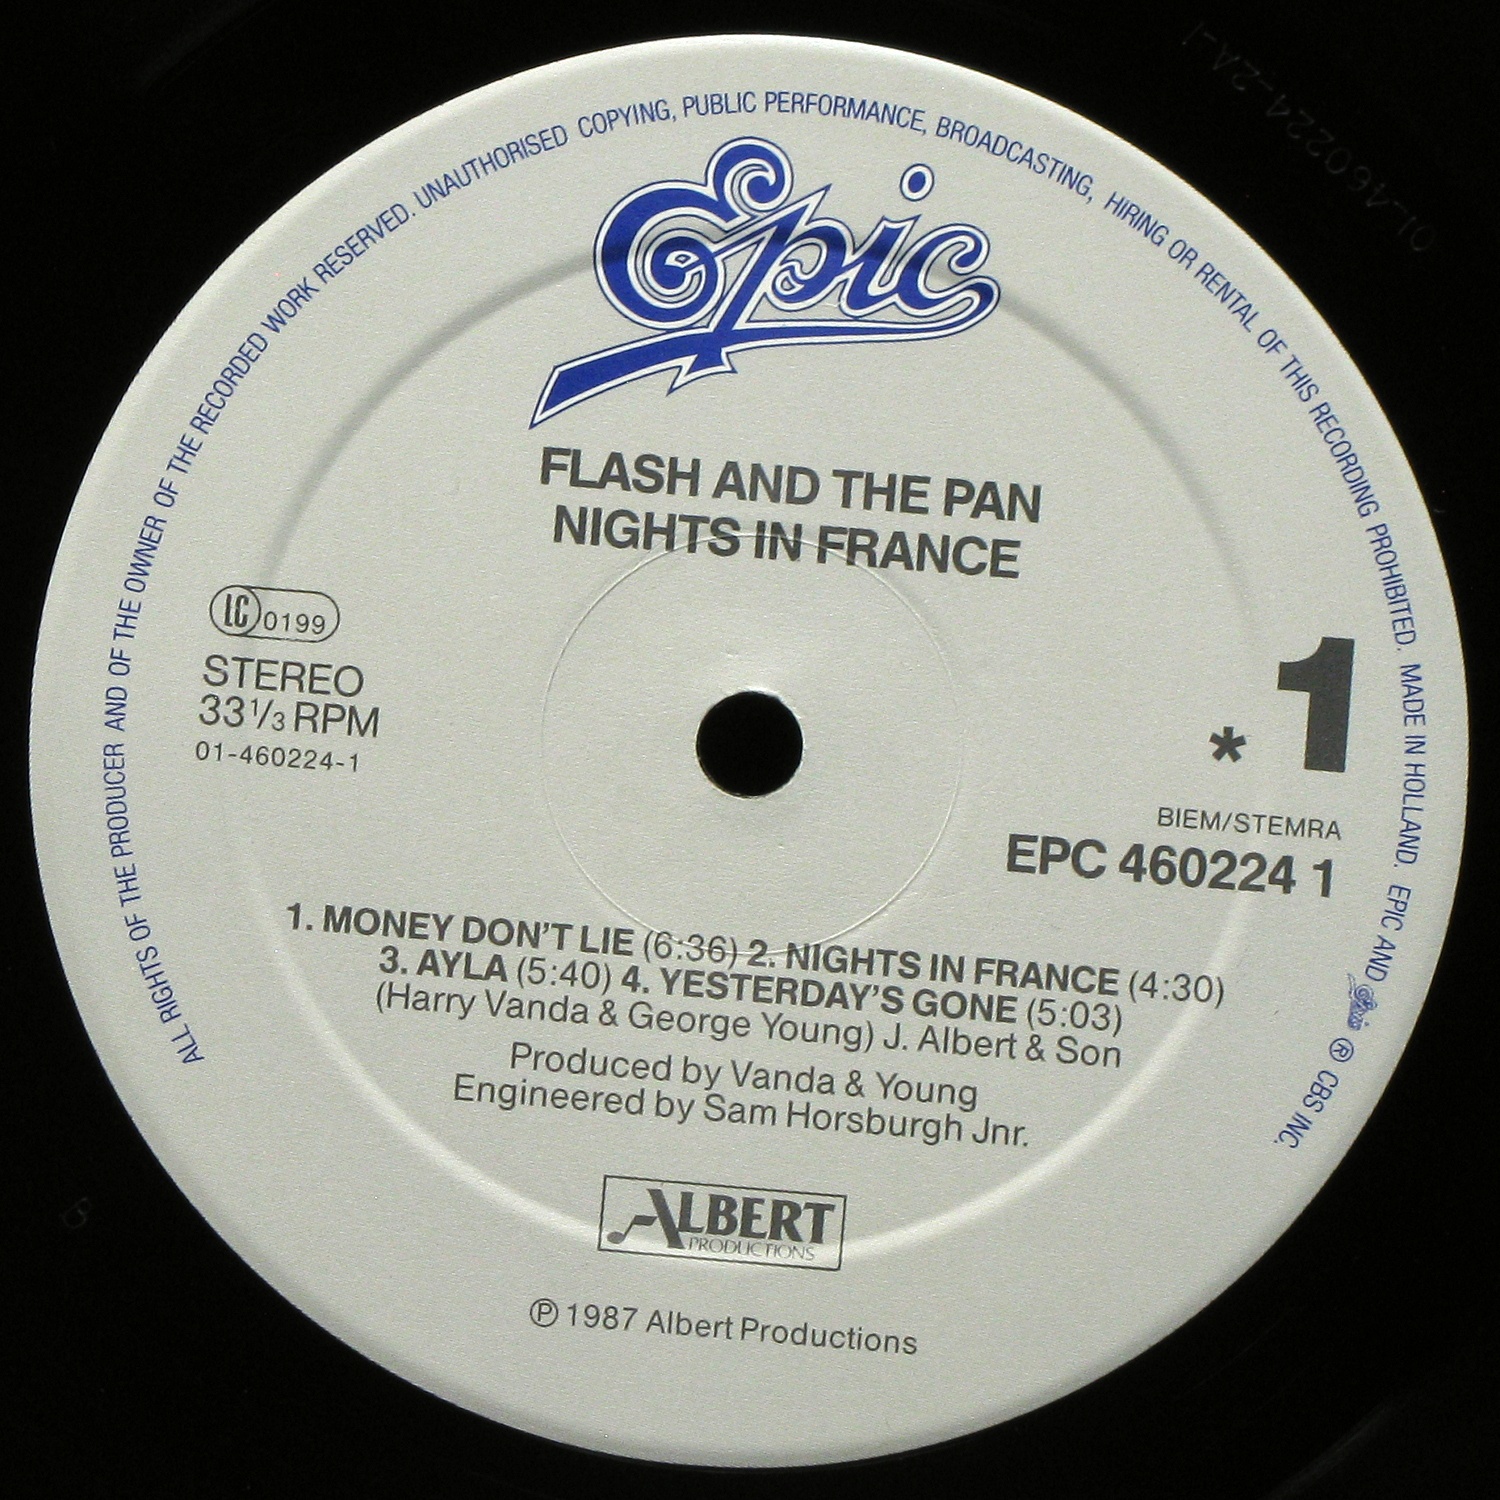 ALL RIGHTS OF THE PRODUCER AND OF THE OWNER OF THE RECORDED WORK RESERVED. UNAUTHORISED COPYING, PUBLIC PERFORMANCE, BROADCASTING, HIRING OR RENTAL OF THIS RECORDING PROHIBITED. MADE IN HOLLAND. EPIC AND Epic ® CBS INC.
Epic
FLASH AND THE PAN
NIGHTS IN FRANCE
LC 0199
STEREO
33 1/3 RPM
01-460224-1
* 1
BIEM/STEMRA
EPC 460224 1
1. MONEY DON'T LIE (6:36) 2. NIGHTS IN FRANCE (4:30)
3. AYLA (5:40) 4. YESTERDAY'S GONE (5:03)
(Harry Vanda & George Young) J. Albert & Son
Produced by Vanda & Young
Engineered by Sam Horsburgh Jnr.
ALBERT
PRODUCTIONS
℗ 1987 Albert Productions
01-460224-2A-1
B